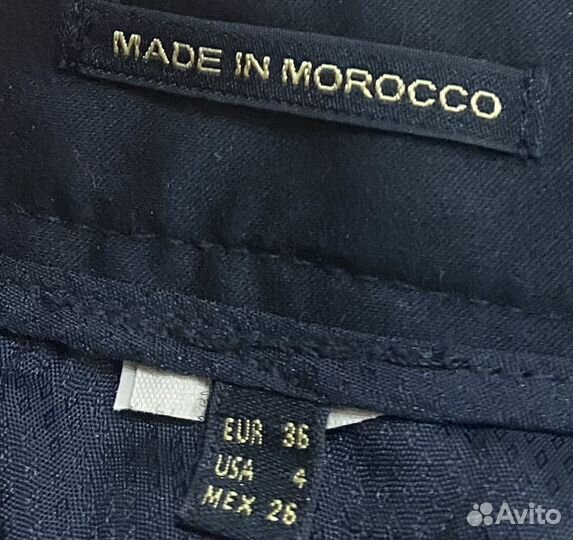 MADE IN MOROCCO
EUR 36
USA 4
MEX 26
Avito